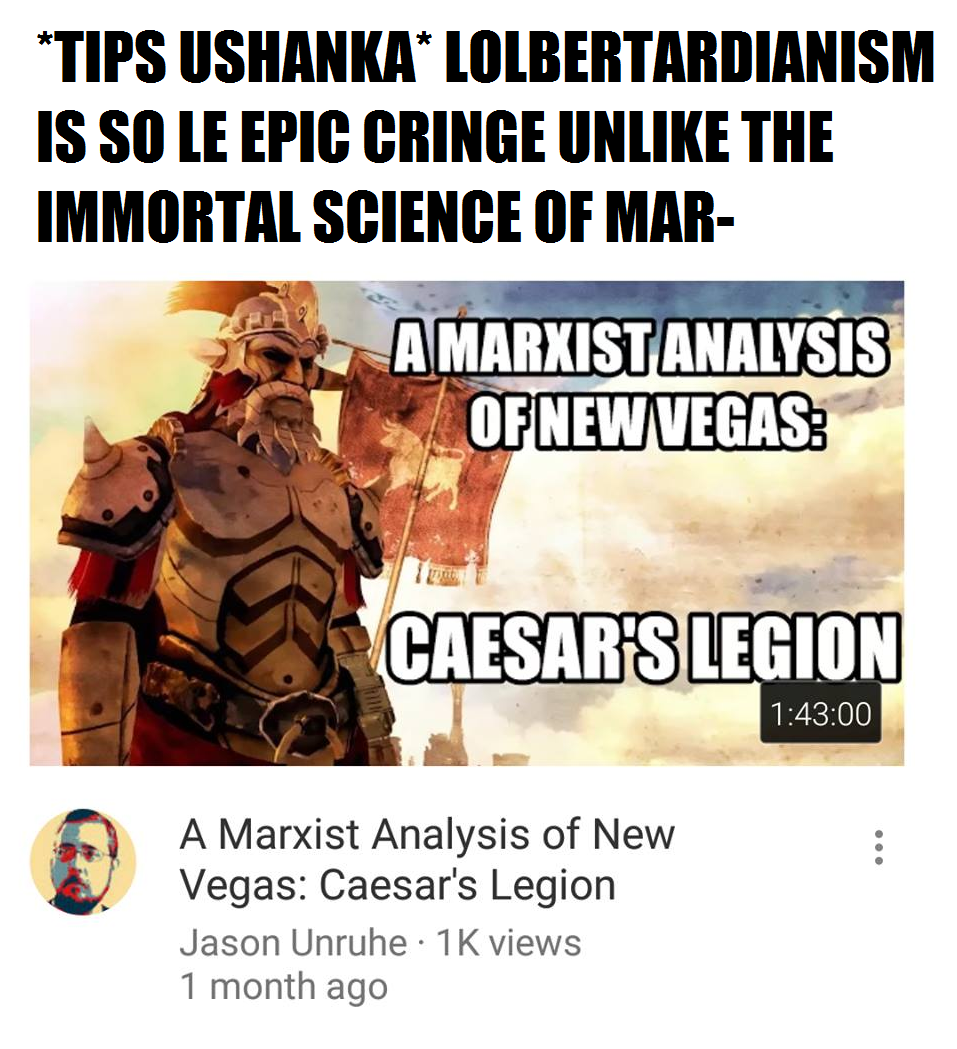 *TIPS USHANKA* LOLBERTARDIANISM
IS SO LE EPIC CRINGE UNLIKE THE
IMMORTAL SCIENCE OF MAR-
A MARXIST ANALYSIS
OF NEW VEGAS:
CAESAR'S LEGION
1:43:00
A Marxist Analysis of New
Vegas: Caesar's Legion
Jason Unruhe · 1K views
1 month ago